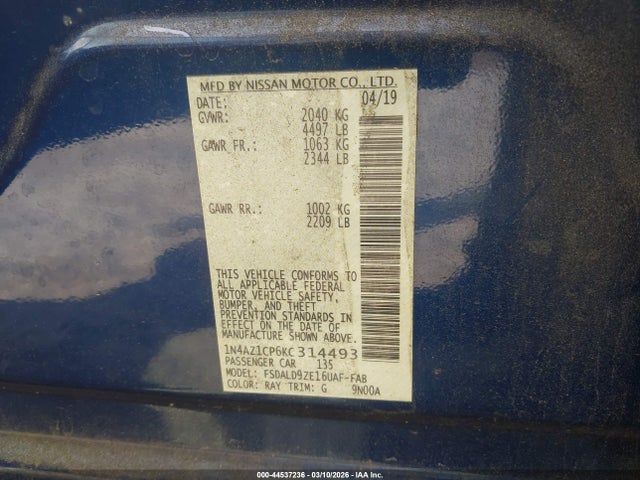 MFD BY NISSAN MOTOR CO., LTD.
DATE: 04/19
GVWR: 2040 KG
4497 LB
GAWR FR.: 1063 KG
2344 LB
GAWR RR.: 1002 KG
2209 LB
THIS VEHICLE CONFORMS TO
ALL APPLICABLE FEDERAL
MOTOR VEHICLE SAFETY,
BUMPER, AND THEFT
PREVENTION STANDARDS IN
EFFECT ON THE DATE OF
MANUFACTURE SHOWN ABOVE.
1N4AZ1CP6KC314493
PASSENGER CAR 135
MODEL: FSDALD9ZE16UAF-FAB
COLOR: RAY TRIM: G 9N00A
000-44537236 - 03/10/2026 - IAA Inc.